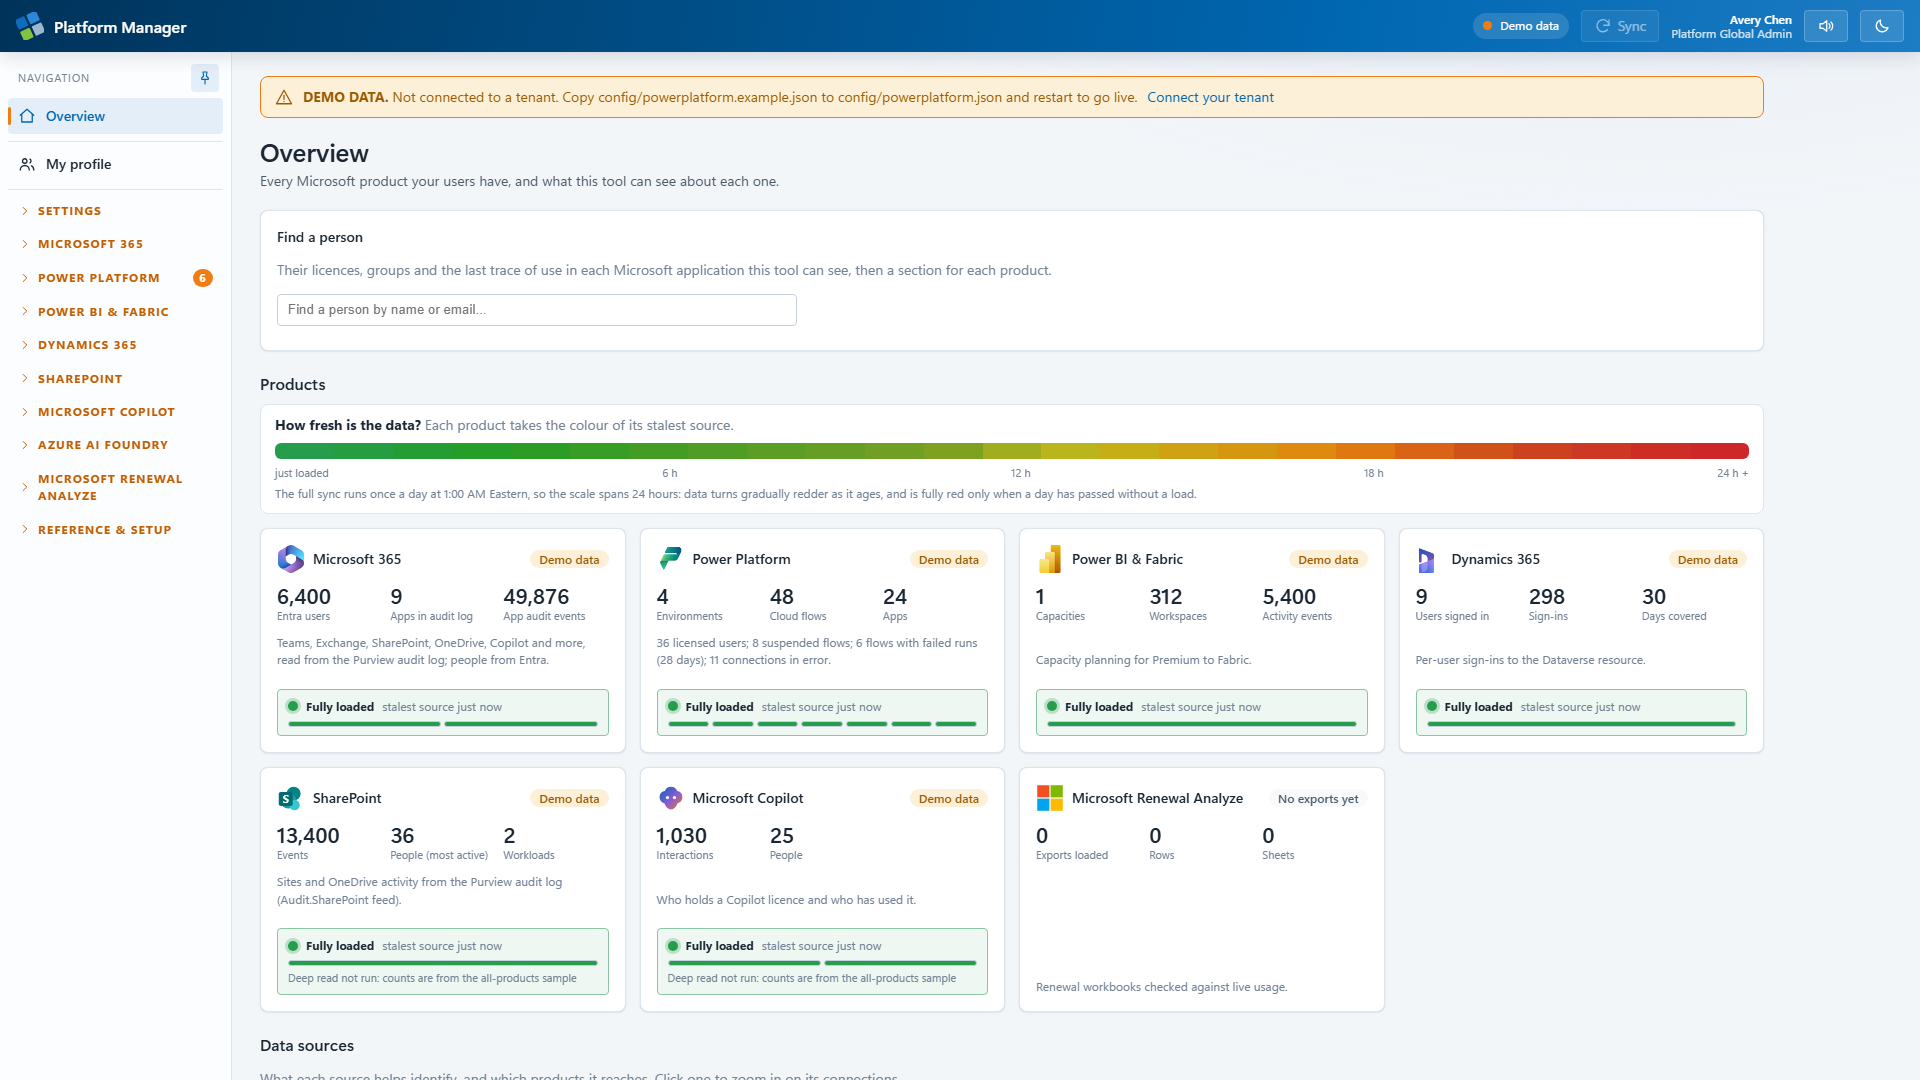 Platform Manager
Demo data
Sync
Avery Chen
Platform Global Admin
NAVIGATION
Overview
My profile
SETTINGS
MICROSOFT 365
POWER PLATFORM
6
POWER BI & FABRIC
DYNAMICS 365
SHAREPOINT
MICROSOFT COPILOT
AZURE AI FOUNDRY
MICROSOFT RENEWAL
ANALYZE
REFERENCE & SETUP
DEMO DATA. Not connected to a tenant. Copy config/powerplatform.example.json to config/powerplatform.json and restart to go live. Connect your tenant
Overview
Every Microsoft product your users have, and what this tool can see about each one.
Find a person
Their licences, groups and the last trace of use in each Microsoft application this tool can see, then a section for each product.
Find a person by name or email...
Products
How fresh is the data? Each product takes the colour of its stalest source.
just loaded
6 h
12 h
18 h
24 h +
The full sync runs once a day at 1:00 AM Eastern, so the scale spans 24 hours: data turns gradually redder as it ages, and is fully red only when a day has passed without a load.
Microsoft 365
Demo data
6,400
9
49,876
Entra users
Apps in audit log
App audit events
Teams, Exchange, SharePoint, OneDrive, Copilot and more,
read from the Purview audit log; people from Entra.
Fully loaded stalest source just now
Power Platform
Demo data
4
48
24
Environments
Cloud flows
Apps
36 licensed users; 8 suspended flows; 6 flows with failed runs
(28 days); 11 connections in error.
Fully loaded stalest source just now
Power BI & Fabric
Demo data
1
312
5,400
Capacities
Workspaces
Activity events
Capacity planning for Premium to Fabric.
Fully loaded stalest source just now
Dynamics 365
Demo data
9
298
30
Users signed in
Sign-ins
Days covered
Per-user sign-ins to the Dataverse resource.
Fully loaded stalest source just now
SharePoint
Demo data
13,400
36
2
Events
People (most active)
Workloads
Sites and OneDrive activity from the Purview audit log
(Audit.SharePoint feed).
Fully loaded stalest source just now
Deep read not run: counts are from the all-products sample
Microsoft Copilot
Demo data
1,030
25
Interactions
People
Who holds a Copilot licence and who has used it.
Fully loaded stalest source just now
Deep read not run: counts are from the all-products sample
Microsoft Renewal Analyze
No exports yet
0
0
0
Exports loaded
Rows
Sheets
Renewal workbooks checked against live usage.
Data sources
What each source helps identify, and which products it reaches. Click one to zoom in on its connections.